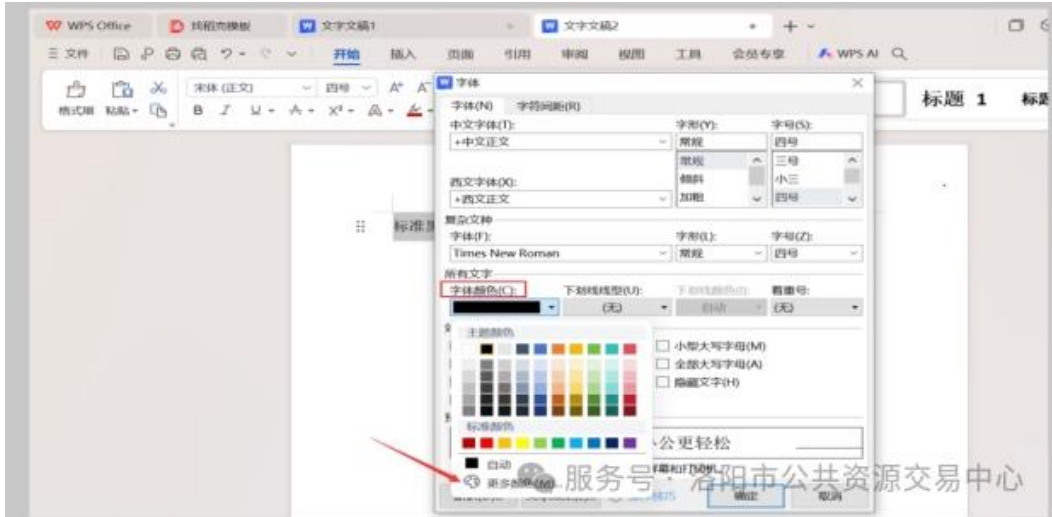 WPS Office 找稻壳模板 文字文稿1 文字文稿2
三 文件 开始 插入 页面 引用 审阅 视图 工具 会员专享 WPS AI
格式刷 粘贴 宋体 (正文) 四号 A⁺ A 标题 1 标题
B I U A X²
字体
字体(N) 字符间距(R)
中文字体(T): 字形(Y): 字号(S):
+中文正文 常规 四号
常规 三号
倾斜 小三
西文字体(X): 加粗 四号
+西文正文
标准黑
复杂文种
字体(F): 字形(L): 字号(Z):
Times New Roman 常规 四号
所有文字
字体颜色(C): 下划线线型(U): 下划线颜色(I): 着重号:
(无) 自动 (无)
主题颜色
小型大写字母(M)
全部大写字母(A)
隐藏文字(H)
标准颜色
公更轻松
自动
更多颜色(M)
服务号 · 洛阳市公共资源交易中心
确定 取消